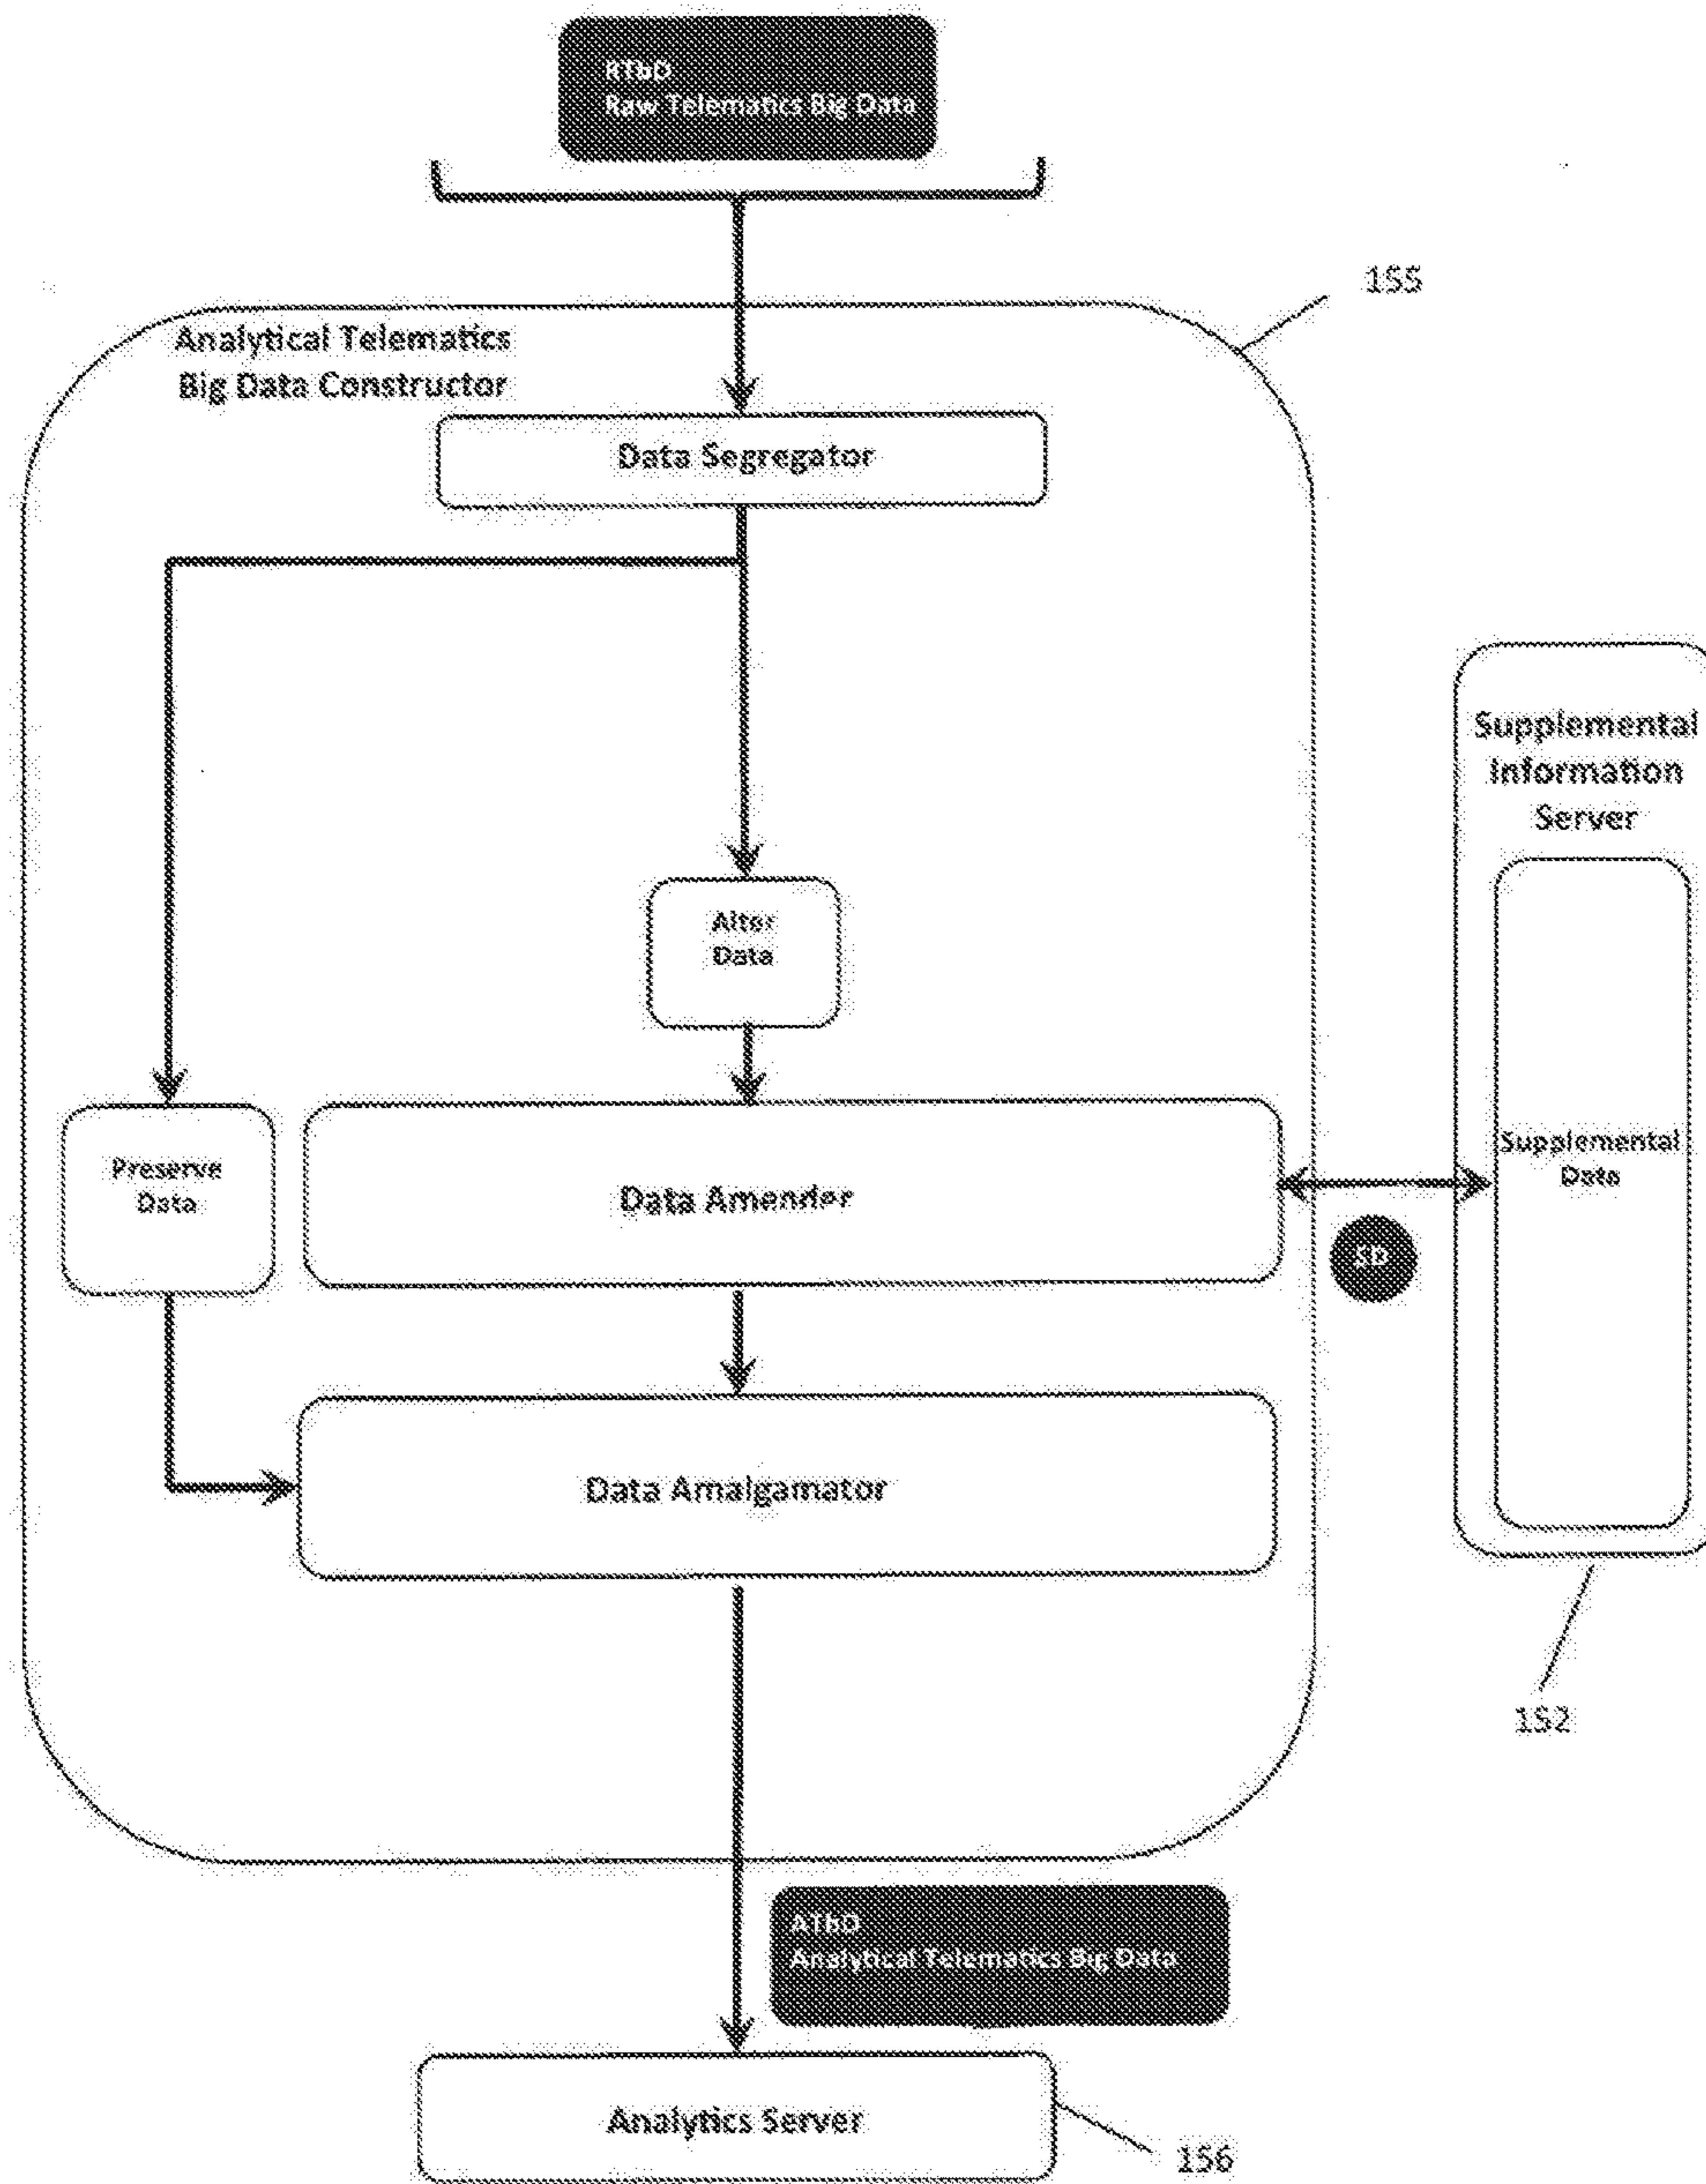 RTbD
Raw Telematics Big Data
155
Analytical Telematics
Big Data Constructor
Data Segregator
Supplemental
Information
Server
Alter
Data
Preserve
Data
Data Amender
Supplemental
Data
SD
Data Amalgamator
152
ATbD
Analytical Telematics Big Data
Analytics Server
156